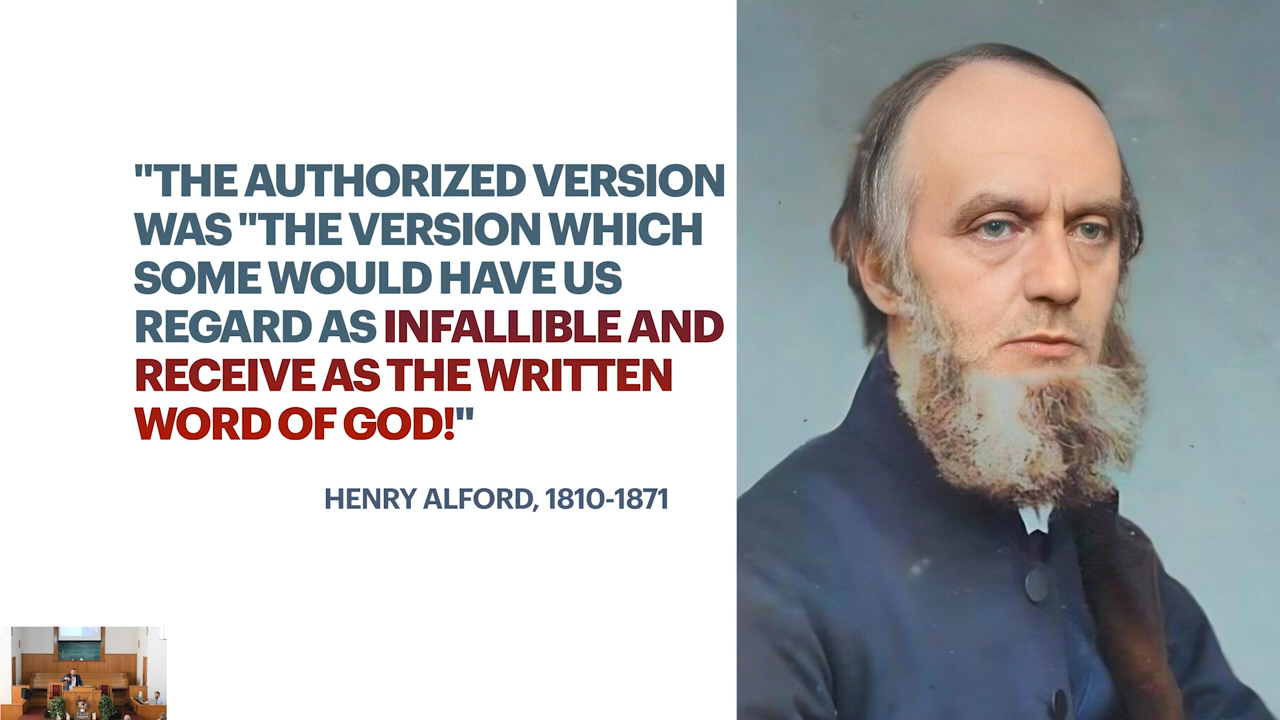 "THE AUTHORIZED VERSION
WAS "THE VERSION WHICH
SOME WOULD HAVE US
REGARD AS INFALLIBLE AND
RECEIVE AS THE WRITTEN
WORD OF GOD!"
HENRY ALFORD, 1810-1871